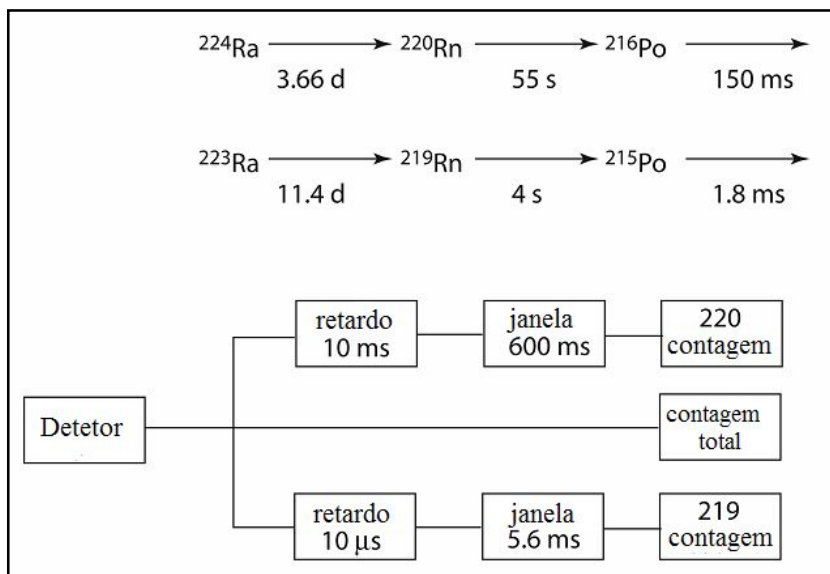 ²²⁴Ra ⟶ ²²⁰Rn ⟶ ²¹⁶Po ⟶
3.66 d 55 s 150 ms
²²³Ra ⟶ ²¹⁹Rn ⟶ ²¹⁵Po ⟶
11.4 d 4 s 1.8 ms
retardo
10 ms
janela
600 ms
220
contagem
Detetor
contagem
total
retardo
10 µs
janela
5.6 ms
219
contagem